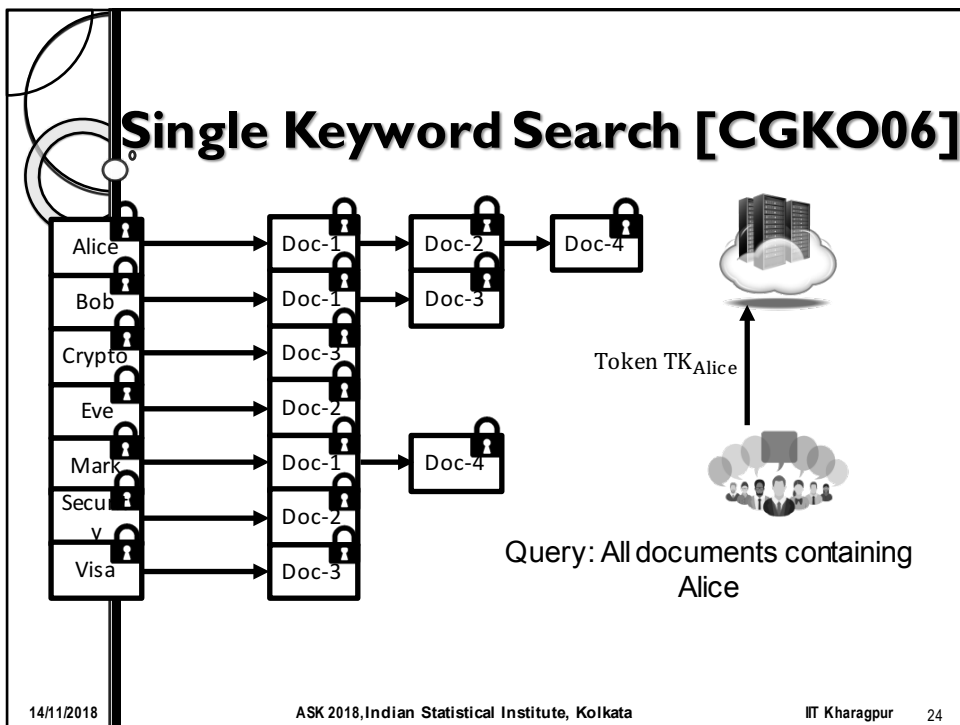 Single Keyword Search [CGKO06]
Alice Doc-1 Doc-2 Doc-4
Bob Doc-1 Doc-3
Crypto Doc-3
Eve Doc-2
Mark Doc-1 Doc-4
Security Doc-2
Visa Doc-3
Token TK_Alice
Query: All documents containing
Alice
14/11/2018 ASK 2018, Indian Statistical Institute, Kolkata IIT Kharagpur 24